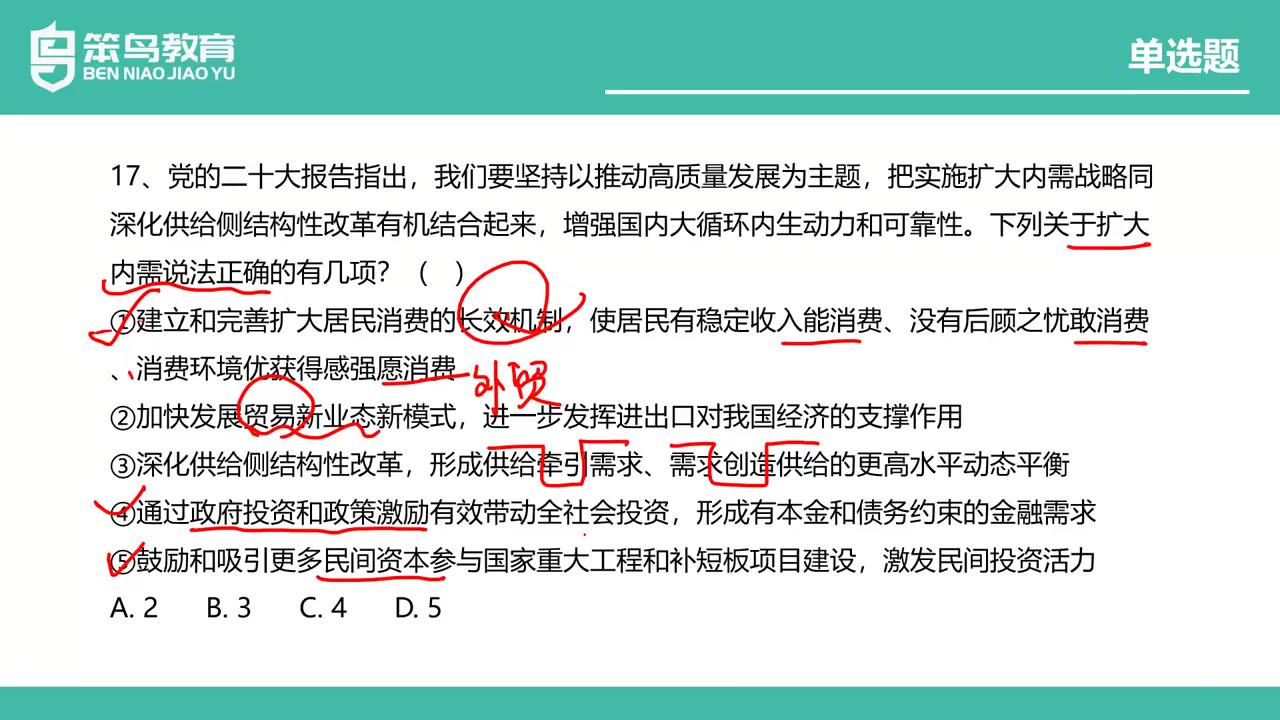 笨鸟教育
BEN NIAO JIAO YU
单选题
17、党的二十大报告指出，我们要坚持以推动高质量发展为主题，把实施扩大内需战略同
深化供给侧结构性改革有机结合起来，增强国内大循环内生动力和可靠性。下列关于扩大
内需说法正确的有几项？（ ）
①建立和完善扩大居民消费的长效机制，使居民有稳定收入能消费、没有后顾之忧敢消费
、消费环境优获得感强愿消费
外贸
②加快发展贸易新业态新模式，进一步发挥进出口对我国经济的支撑作用
③深化供给侧结构性改革，形成供给牵引需求、需求创造供给的更高水平动态平衡
④通过政府投资和政策激励有效带动全社会投资，形成有本金和债务约束的金融需求
⑤鼓励和吸引更多民间资本参与国家重大工程和补短板项目建设，激发民间投资活力
A. 2 B. 3 C. 4 D. 5